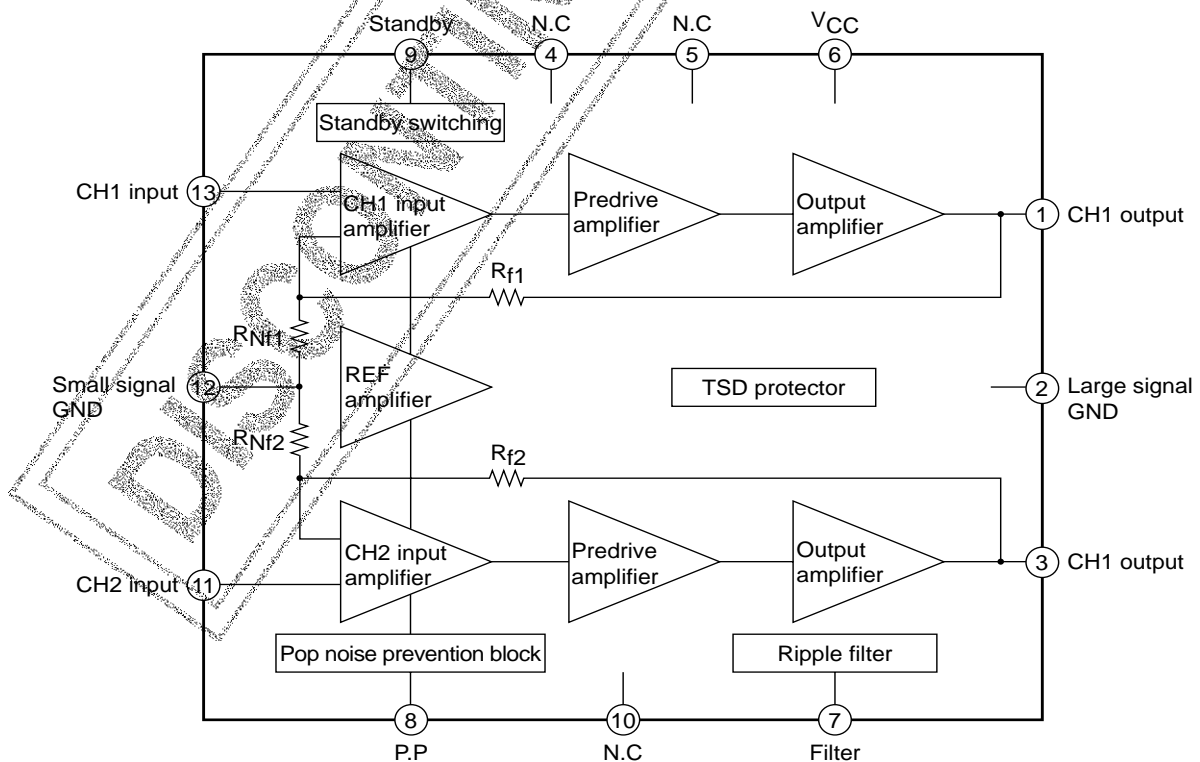 Standby
N.C
N.C
VCC
9
4
5
6
Standby switching
CH1 input
13
CH1 input
amplifier
Predrive
amplifier
Output
amplifier
1
CH1 output
Rf1
RNf1
Small signal
GND
12
REF
amplifier
TSD protector
2
Large signal
GND
RNf2
Rf2
CH2 input
11
CH2 input
amplifier
Predrive
amplifier
Output
amplifier
3
CH1 output
Pop noise prevention block
Ripple filter
8
10
7
P.P
N.C
Filter
DISCONTIN